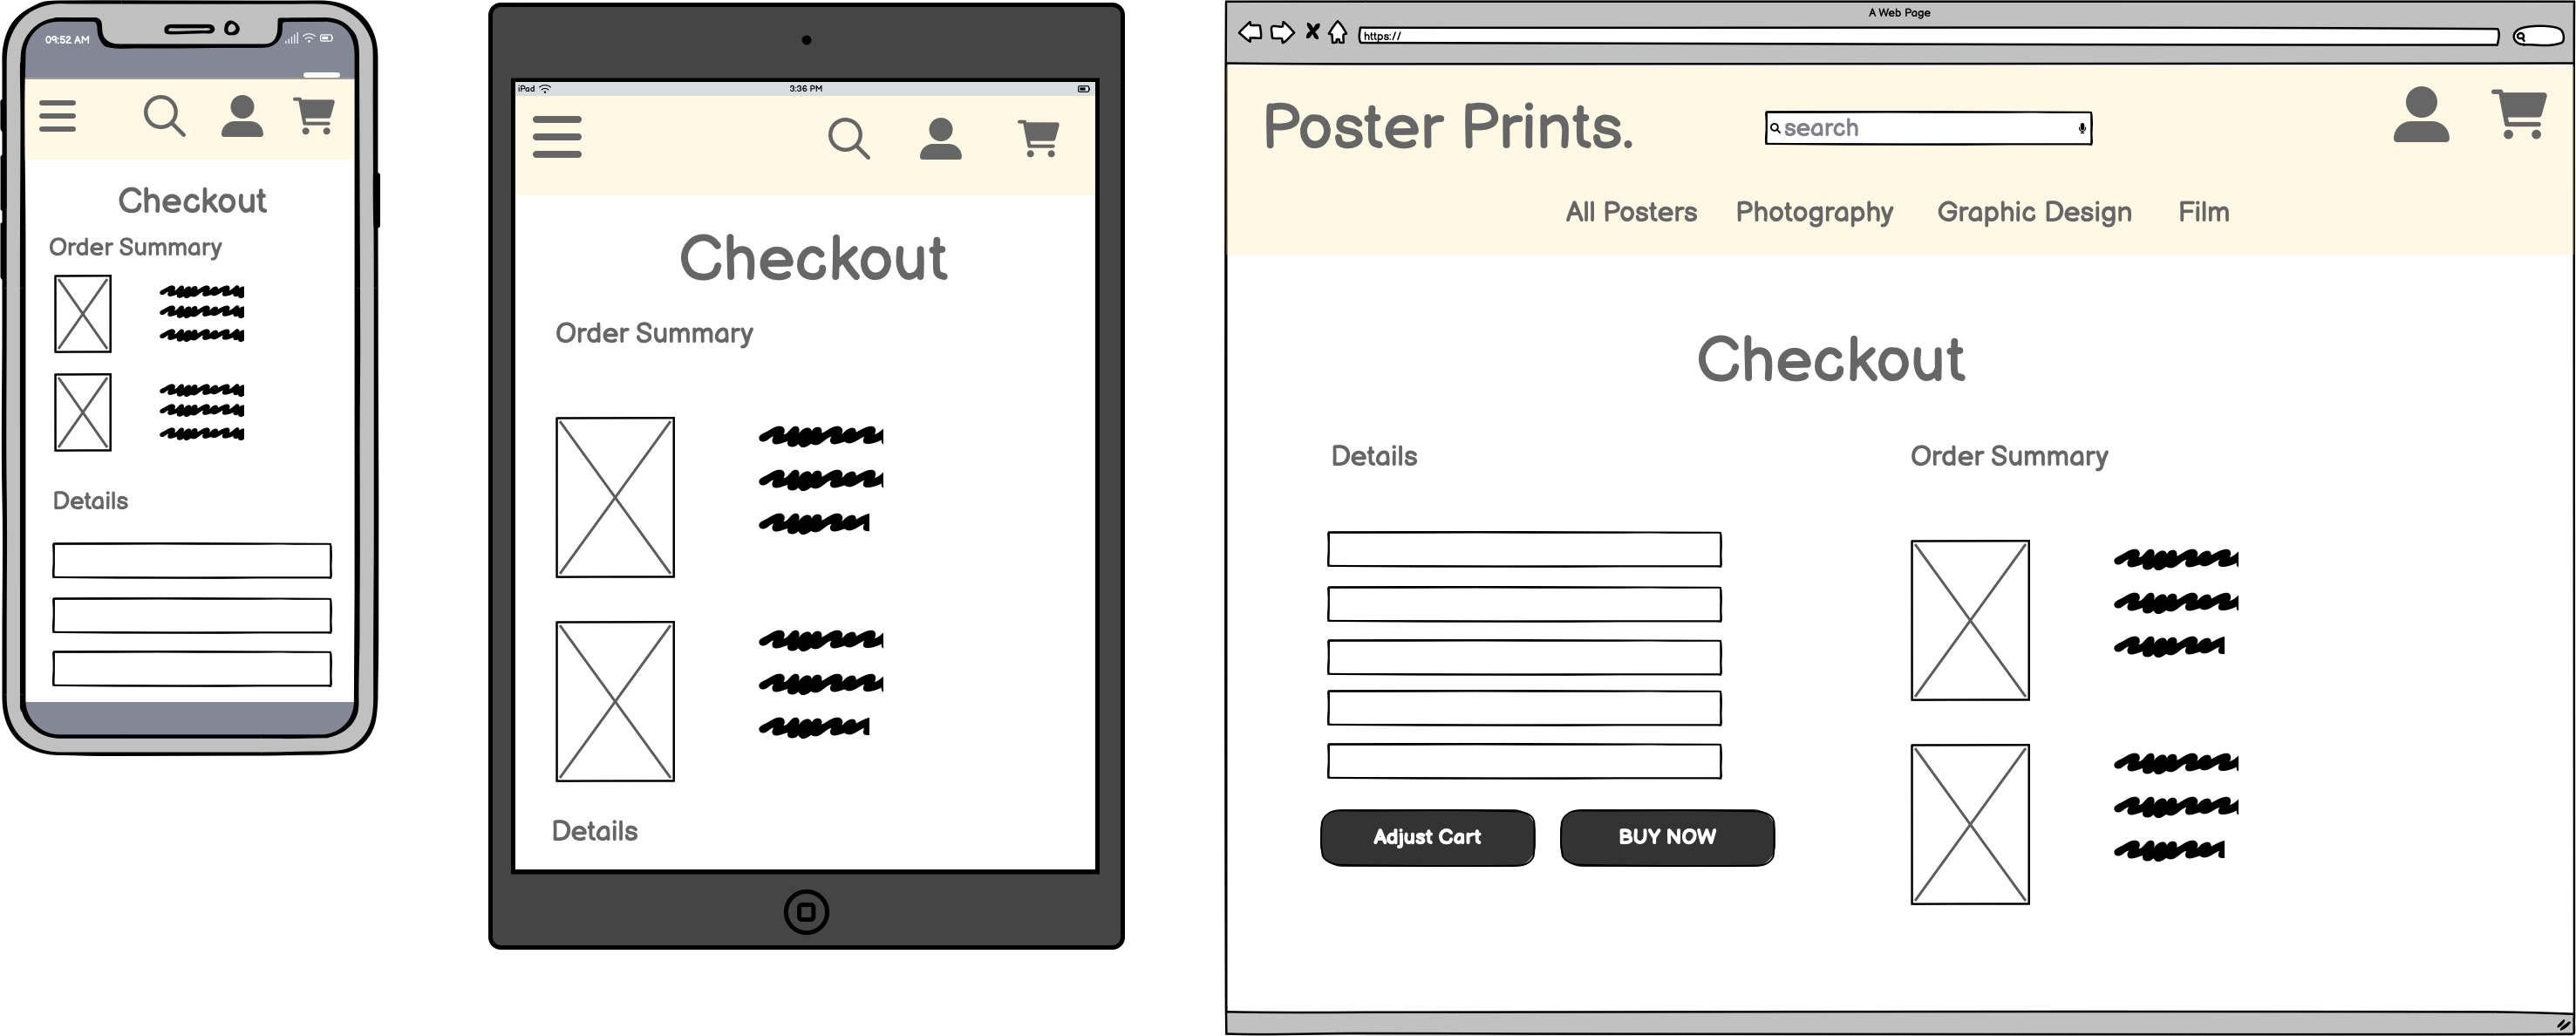 09:52 AM
Checkout
Order Summary
Details
iPad
3:36 PM
Checkout
Order Summary
Details
A Web Page
https://
Poster Prints.
search
All Posters Photography Graphic Design Film
Checkout
Details
Order Summary
Adjust Cart
BUY NOW